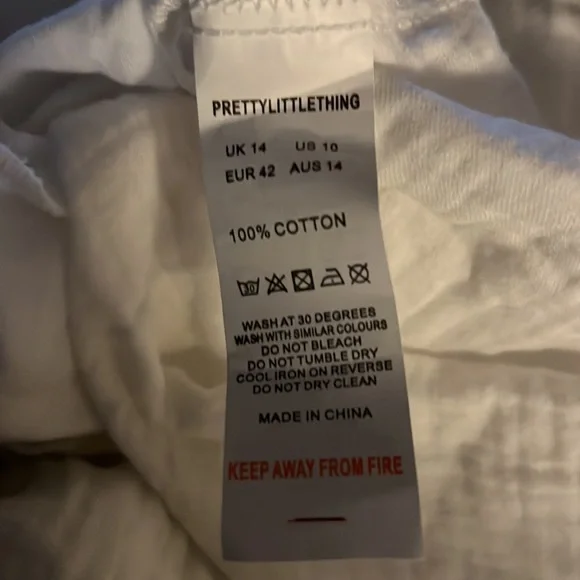 PRETTYLITTLETHING
UK 14 US 10
EUR 42 AUS 14
100% COTTON
30
WASH AT 30 DEGREES
WASH WITH SIMILAR COLOURS
DO NOT BLEACH
DO NOT TUMBLE DRY
COOL IRON ON REVERSE
DO NOT DRY CLEAN
MADE IN CHINA
KEEP AWAY FROM FIRE